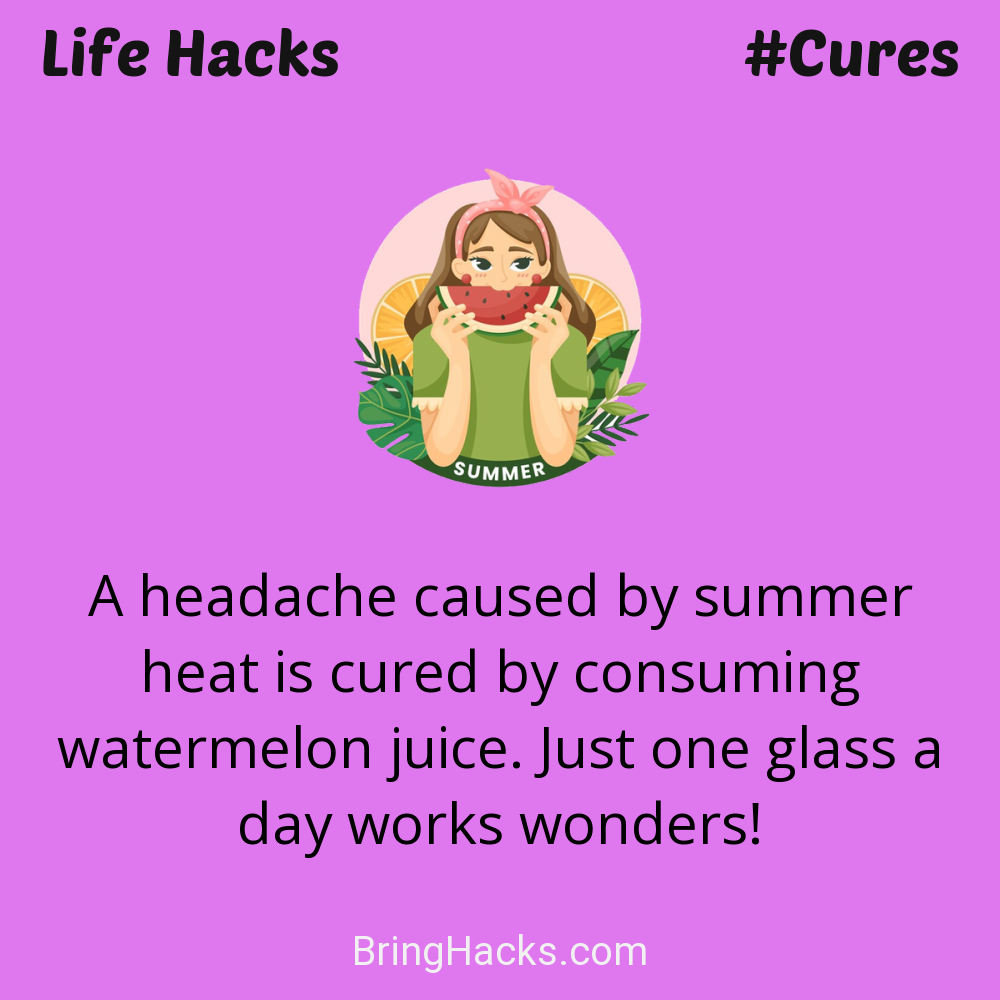 Life Hacks
#Cures
SUMMER
A headache caused by summer
heat is cured by consuming
watermelon juice. Just one glass a
day works wonders!
BringHacks.com